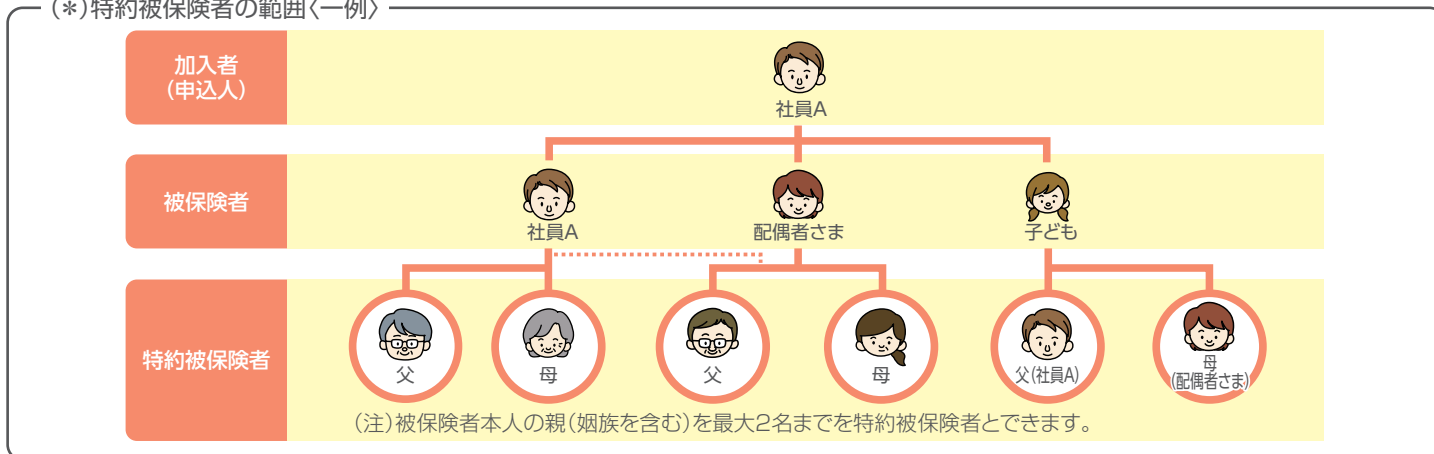 (*)特約被保険者の範囲〈一例〉
加入者
(申込人)
社員A
被保険者
社員A
配偶者さま
子ども
特約被保険者
父
母
父
母
父(社員A)
母
(配偶者さま)
(注)被保険者本人の親(姻族を含む)を最大2名までを特約被保険者とできます。